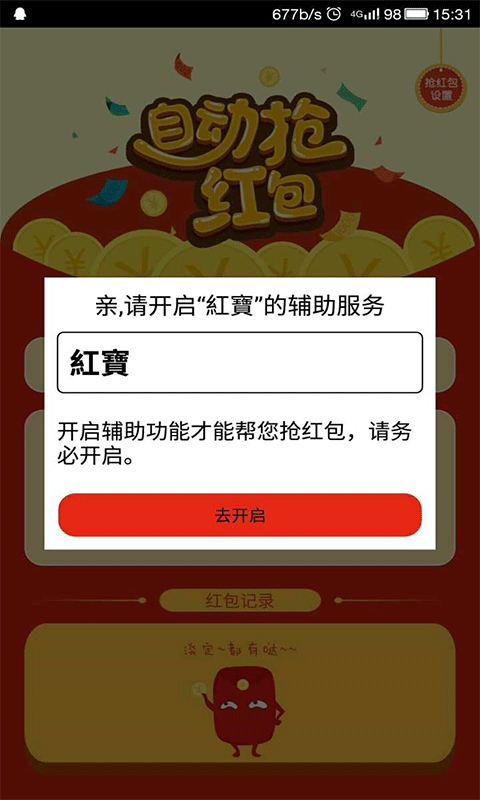 677b/s 4G 98 15:31
抢红包
设置
自动抢
红包
亲,请开启“紅寶”的辅助服务
紅寶
开启辅助功能才能帮您抢红包，请务
必开启。
去开启
红包记录
淡定~都有哒~~